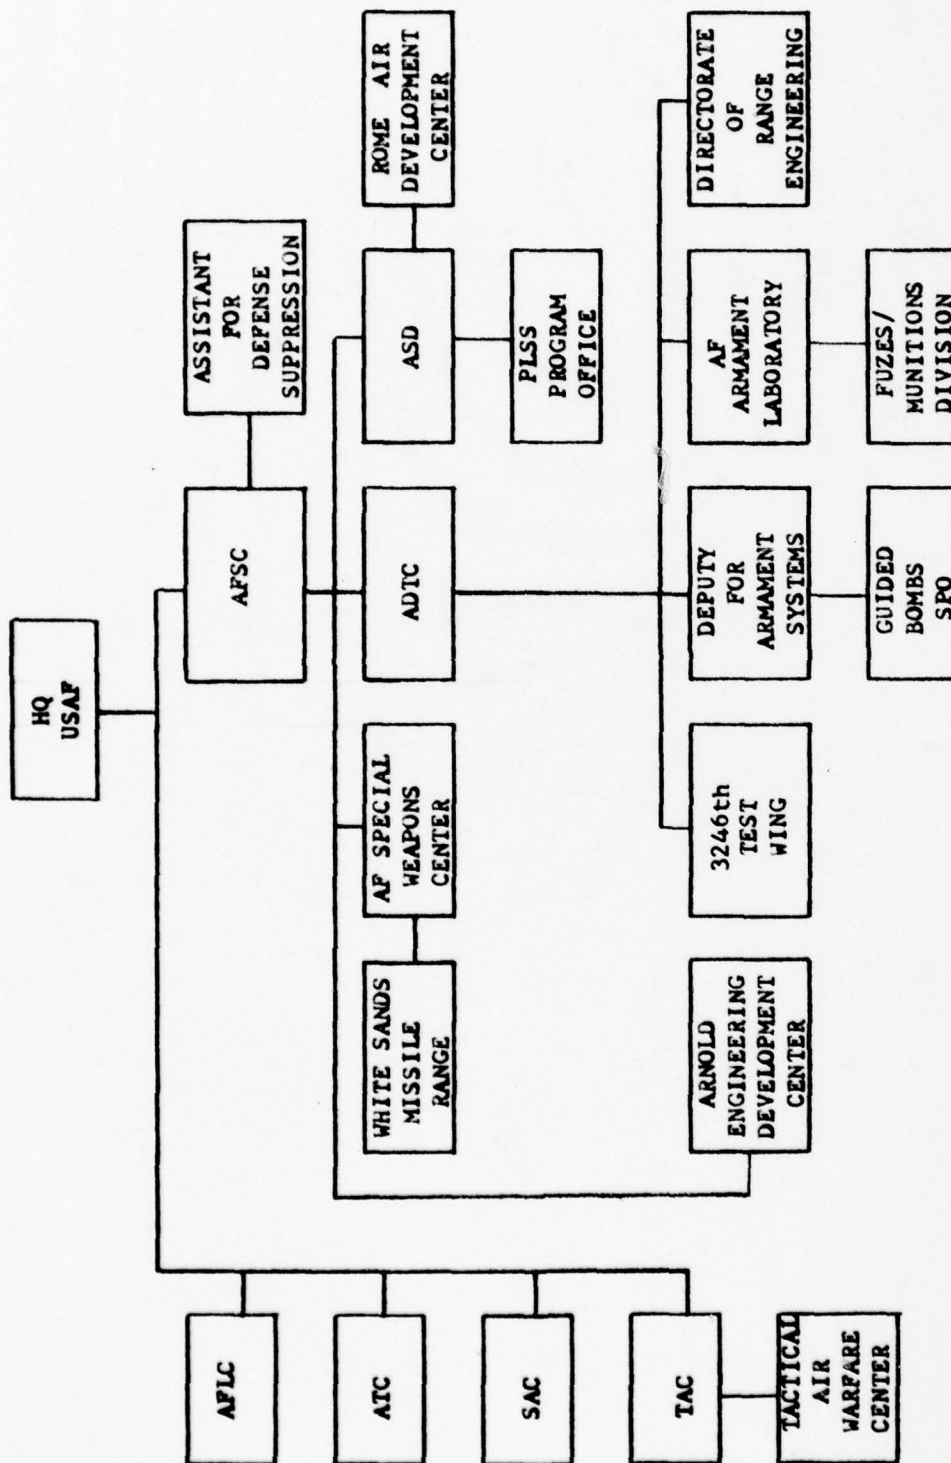 HQ
USAF
AFSC
ASSISTANT
FOR
DEFENSE
SUPPRESSION
AFLC
ATC
SAC
TAC
TACTICAL
AIR
WARFARE
CENTER
WHITE SANDS
MISSILE
RANGE
AF SPECIAL
WEAPONS
CENTER
ADTC
ASD
ROME AIR
DEVELOPMENT
CENTER
PLSS
PROGRAM
OFFICE
ARNOLD
ENGINEERING
DEVELOPMENT
CENTER
3246th
TEST
WING
DEPUTY
FOR
ARMAMENT
SYSTEMS
AF
ARMAMENT
LABORATORY
DIRECTORATE
OF
RANGE
ENGINEERING
GUIDED
BOMBS
SPO
FUZES/
MUNITIONS
DIVISION